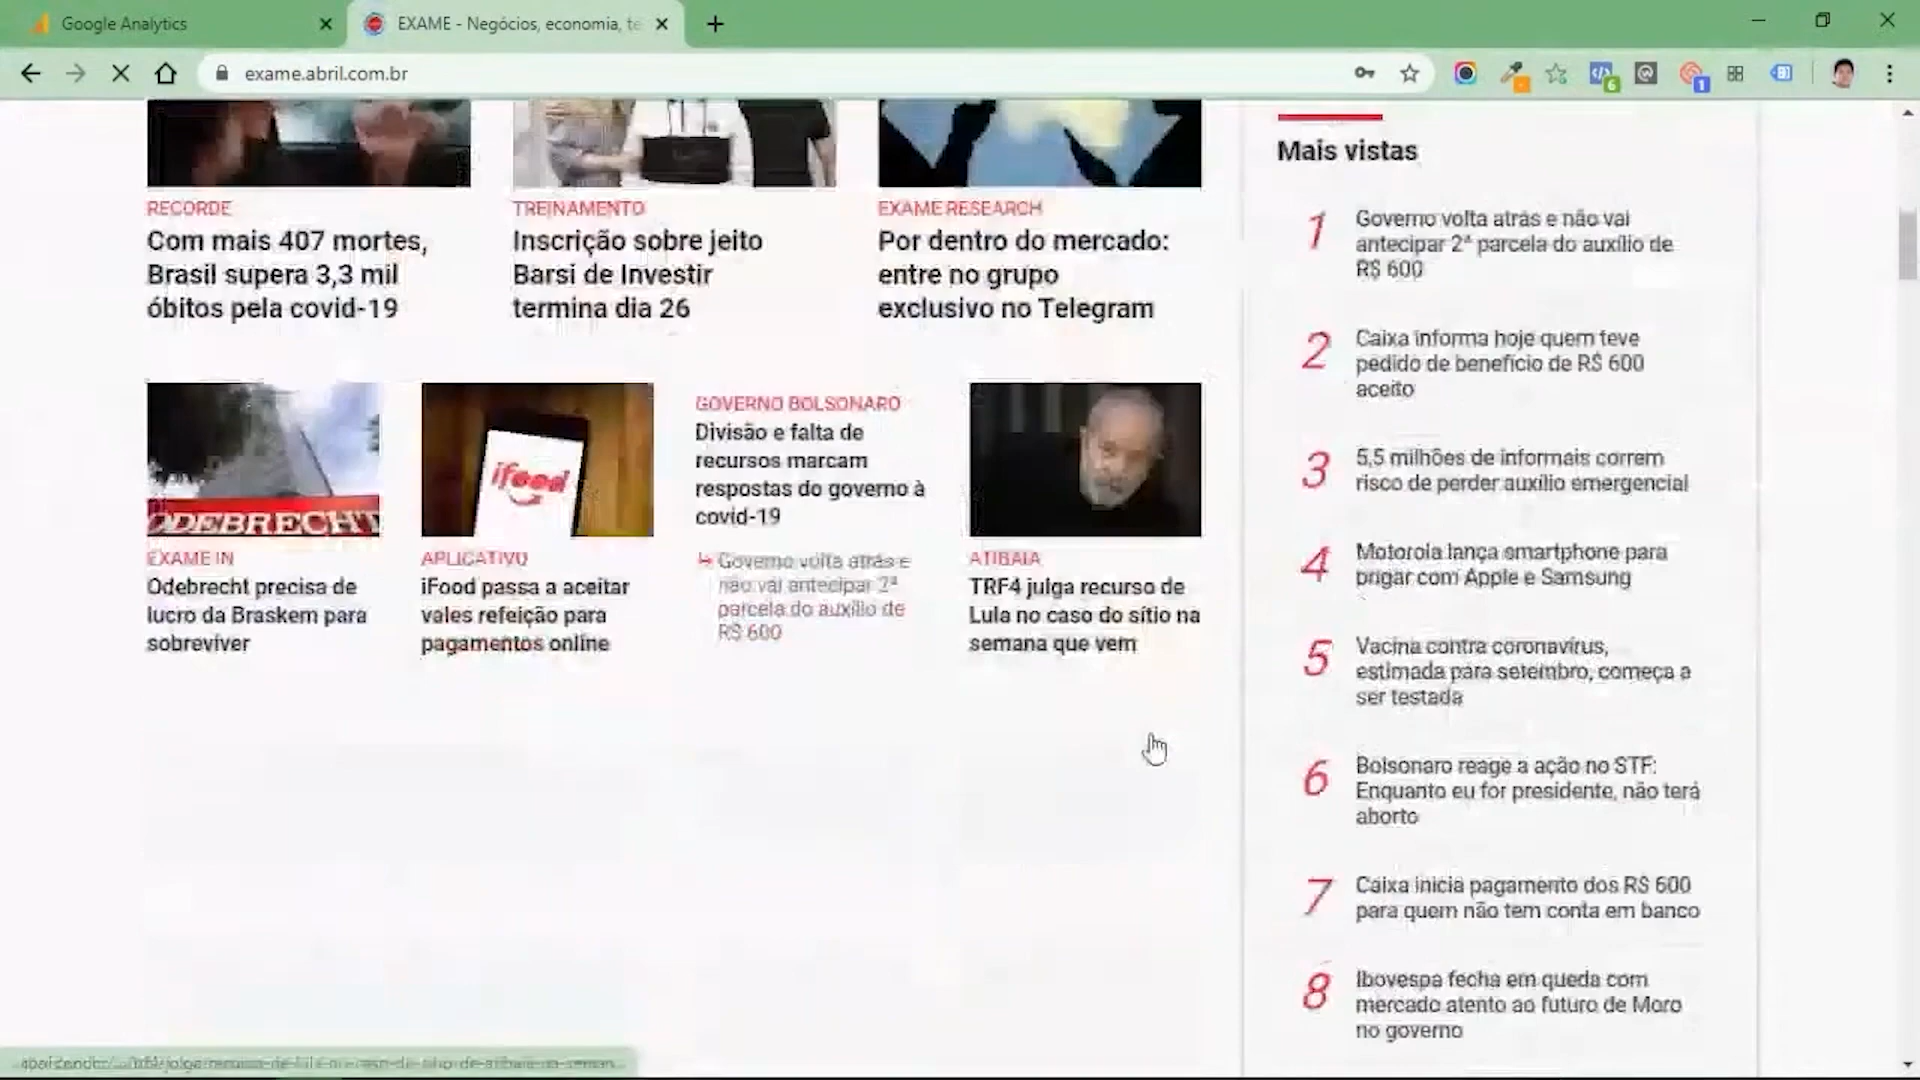 Google Analytics
EXAME - Negócios, economia, te
exame.abril.com.br
6
1
RECORDE
Com mais 407 mortes,
Brasil supera 3,3 mil
óbitos pela covid-19
TREINAMENTO
Inscrição sobre jeito
Barsi de Investir
termina dia 26
EXAME RESEARCH
Por dentro do mercado:
entre no grupo
exclusivo no Telegram
ODEBRECHT
EXAME IN
Odebrecht precisa de
lucro da Braskem para
sobreviver
ifood
APLICATIVO
iFood passa a aceitar
vales refeição para
pagamentos online
GOVERNO BOLSONARO
Divisão e falta de
recursos marcam
respostas do governo à
covid-19
Governo volta atrás e
não vai antecipar 2ª
parcela do auxílio de
R$ 600
ATIBAIA
TRF4 julga recurso de
Lula no caso do sítio na
semana que vem
Mais vistas
1 Governo volta atrás e não vai
antecipar 2ª parcela do auxílio de
R$ 600
2 Caixa informa hoje quem teve
pedido de benefício de R$ 600
aceito
3 5,5 milhões de informais correm
risco de perder auxílio emergencial
4 Motorola lança smartphone para
brigar com Apple e Samsung
5 Vacina contra coronavírus,
estimada para setembro, começa a
ser testada
6 Bolsonaro reage a ação no STF:
Enquanto eu for presidente, não terá
aborto
7 Caixa inicia pagamento dos R$ 600
para quem não tem conta em banco
8 Ibovespa fecha em queda com
mercado atento ao futuro de Moro
no governo